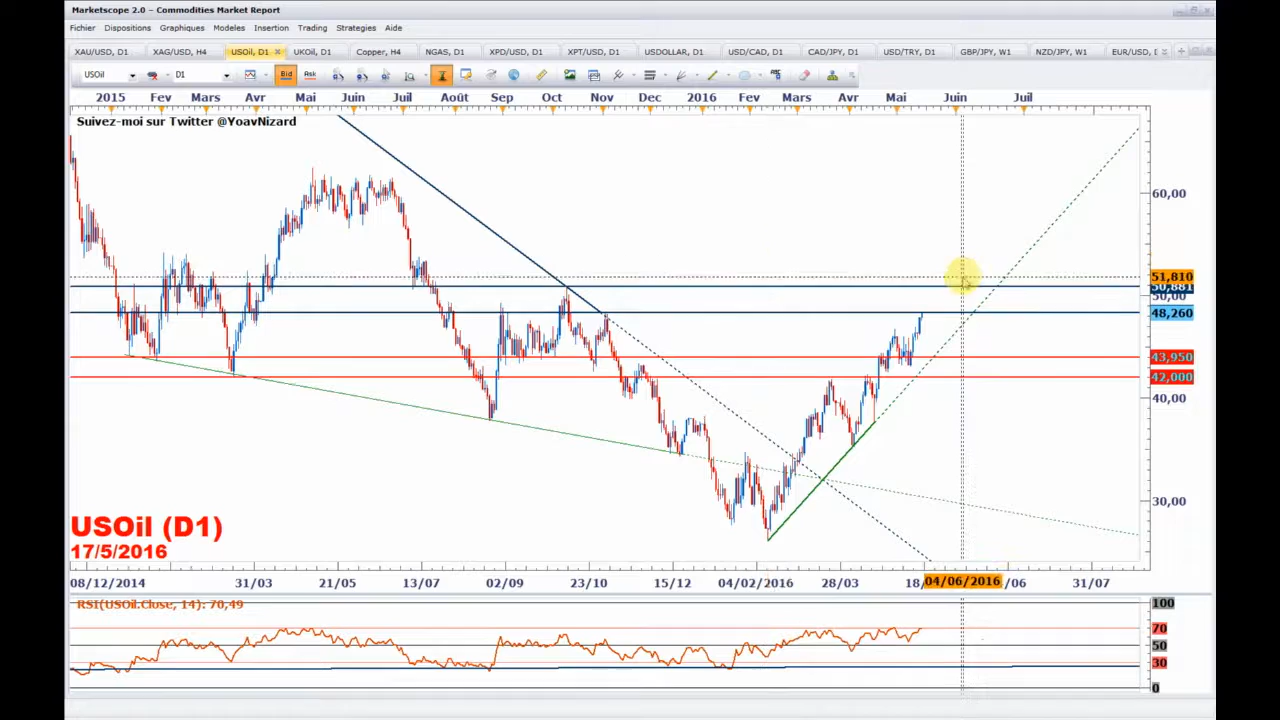 Marketscope 2.0 – Commodities Market Report
Fichier Dispositions Graphiques Modeles Insertion Trading Strategies Aide
XAU/USD, D1 XAG/USD, H4 USOil, D1 UKOil, D1 Copper, H4 NGAS, D1 XPD/USD, D1 XPT/USD, D1 USDOLLAR, D1 USD/CAD, D1 CAD/JPY, D1 USD/TRY, D1 GBP/JPY, W1 NZD/JPY, W1 EUR/USD, D
USOil D1 Bid Ask
2015 Fev Mars Avr Mai Juin Juil Août Sep Oct Nov Dec 2016 Fev Mars Avr Mai Juin Juil
Suivez-moi sur Twitter @YoavNizard
60,00
51,810
50,881
50,00
48,260
43,950
42,000
40,00
30,00
USOil (D1)
17/5/2016
08/12/2014 31/03 21/05 13/07 02/09 23/10 15/12 04/02/2016 28/03 18/ 04/06/2016 /06 31/07
RSI(USOil.Close, 14): 70,49
100
70
50
30
0